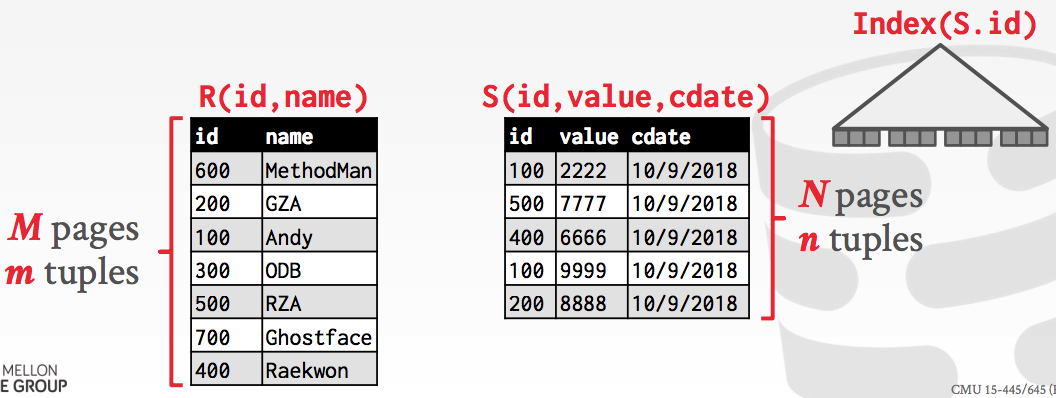 Index(S.id)
R(id,name)
S(id,value,cdate)
id name
600 MethodMan
200 GZA
100 Andy
300 ODB
500 RZA
700 Ghostface
400 Raekwon
id value cdate
100 2222 10/9/2018
500 7777 10/9/2018
400 6666 10/9/2018
100 9999 10/9/2018
200 8888 10/9/2018
M pages
m tuples
N pages
n tuples
MELLON
E GROUP
CMU 15-445/645 (